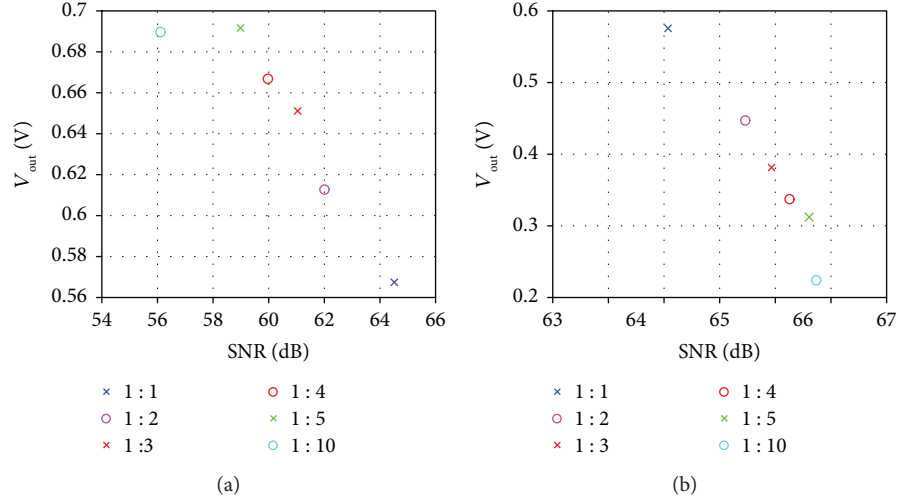 0.7
0.68
0.66
0.64
0.62
0.6
0.58
0.56
V out (V)
54 56 58 60 62 64 66
SNR (dB)
× 1 : 1
○ 1 : 2
× 1 :3
○ 1 : 4
× 1 : 5
○ 1 : 10
(a)
0.6
0.5
0.4
0.3
0.2
V out (V)
63 64 65 66 67
SNR (dB)
× 1 : 1
○ 1 : 2
× 1 : 3
○ 1 : 4
× 1 : 5
○ 1 : 10
(b)